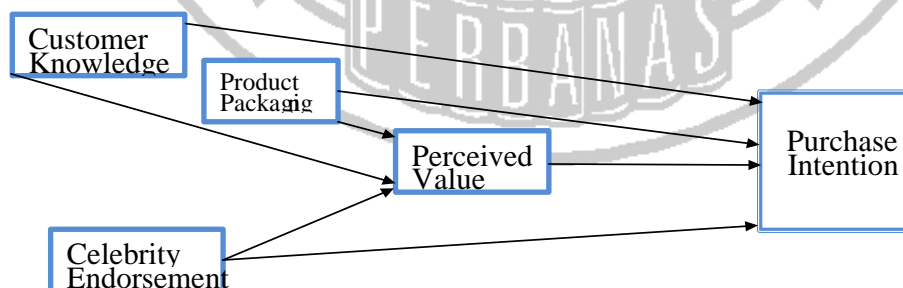 PERBANAS
Customer
Knowledge
Product
Packagig
Perceived
Value
Purchase
Intention
Celebrity
Endorsement